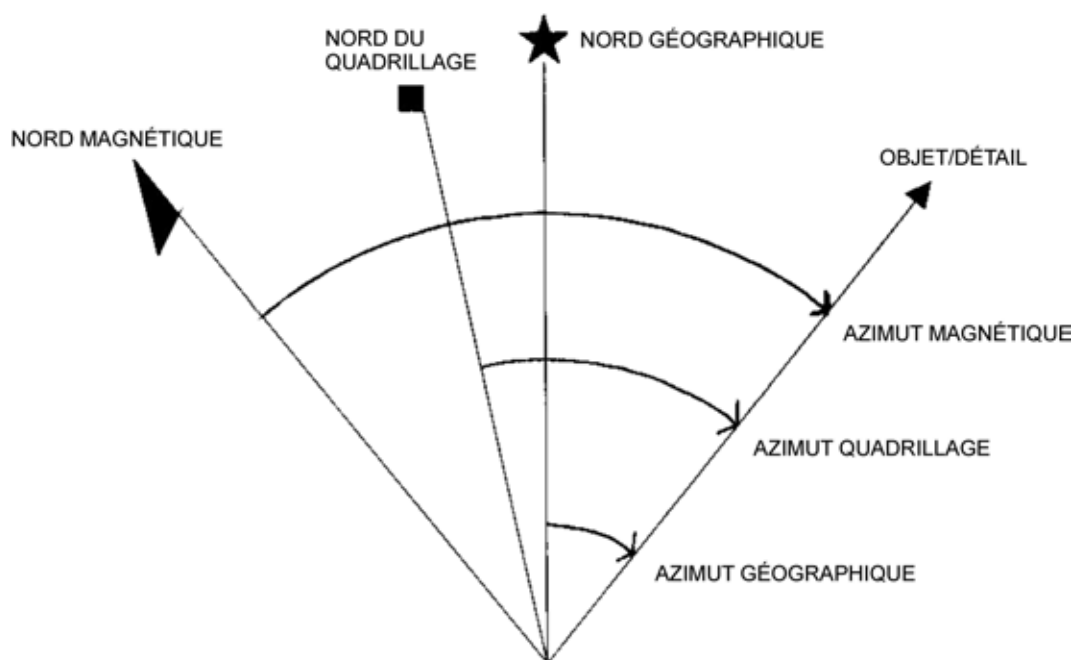 NORD DU
QUADRILLAGE
NORD GÉOGRAPHIQUE
NORD MAGNÉTIQUE
OBJET/DÉTAIL
AZIMUT MAGNÉTIQUE
AZIMUT QUADRILLAGE
AZIMUT GÉOGRAPHIQUE